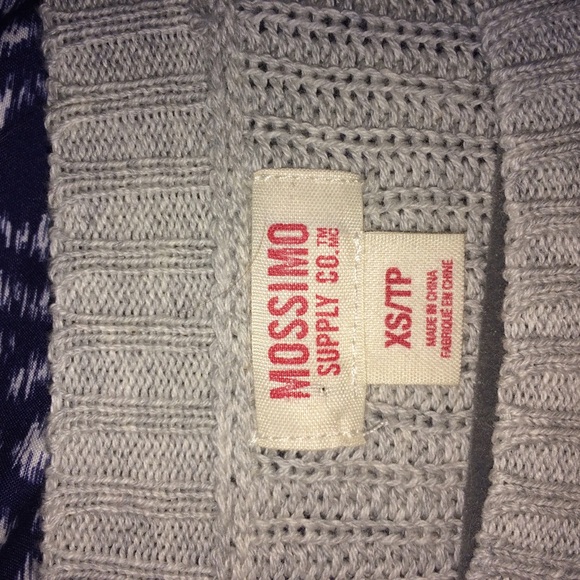 MOSSIMO
SUPPLY CO.™ MC
XS/TP
MADE IN CHINA
FABRIQUÉ EN CHINE